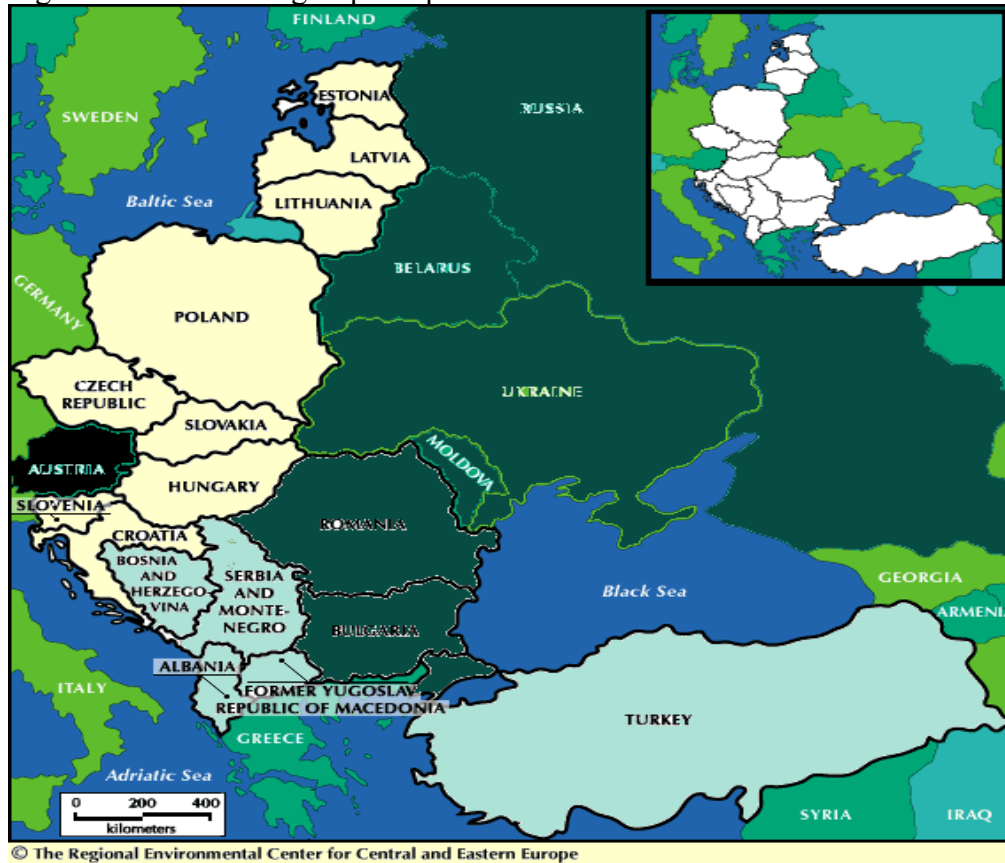 FINLAND
SWEDEN
ESTONIA
RUSSIA
LATVIA
Baltic Sea
LITHUANIA
BELARUS
GERMANY
POLAND
UKRAINE
CZECH
REPUBLIC
SLOVAKIA
MOLDOVA
AUSTRIA
HUNGARY
SLOVENIA
ROMANIA
CROATIA
BOSNIA
AND
HERZEGO-
VINA
SERBIA
AND
MONTE-
NEGRO
Black Sea
GEORGIA
ARMENIA
BULGARIA
ALBANIA
ITALY
FORMER YUGOSLAV
REPUBLIC OF MACEDONIA
TURKEY
GREECE
Adriatic Sea
0 200 400
kilometers
SYRIA
IRAQ
© The Regional Environmental Center for Central and Eastern Europe